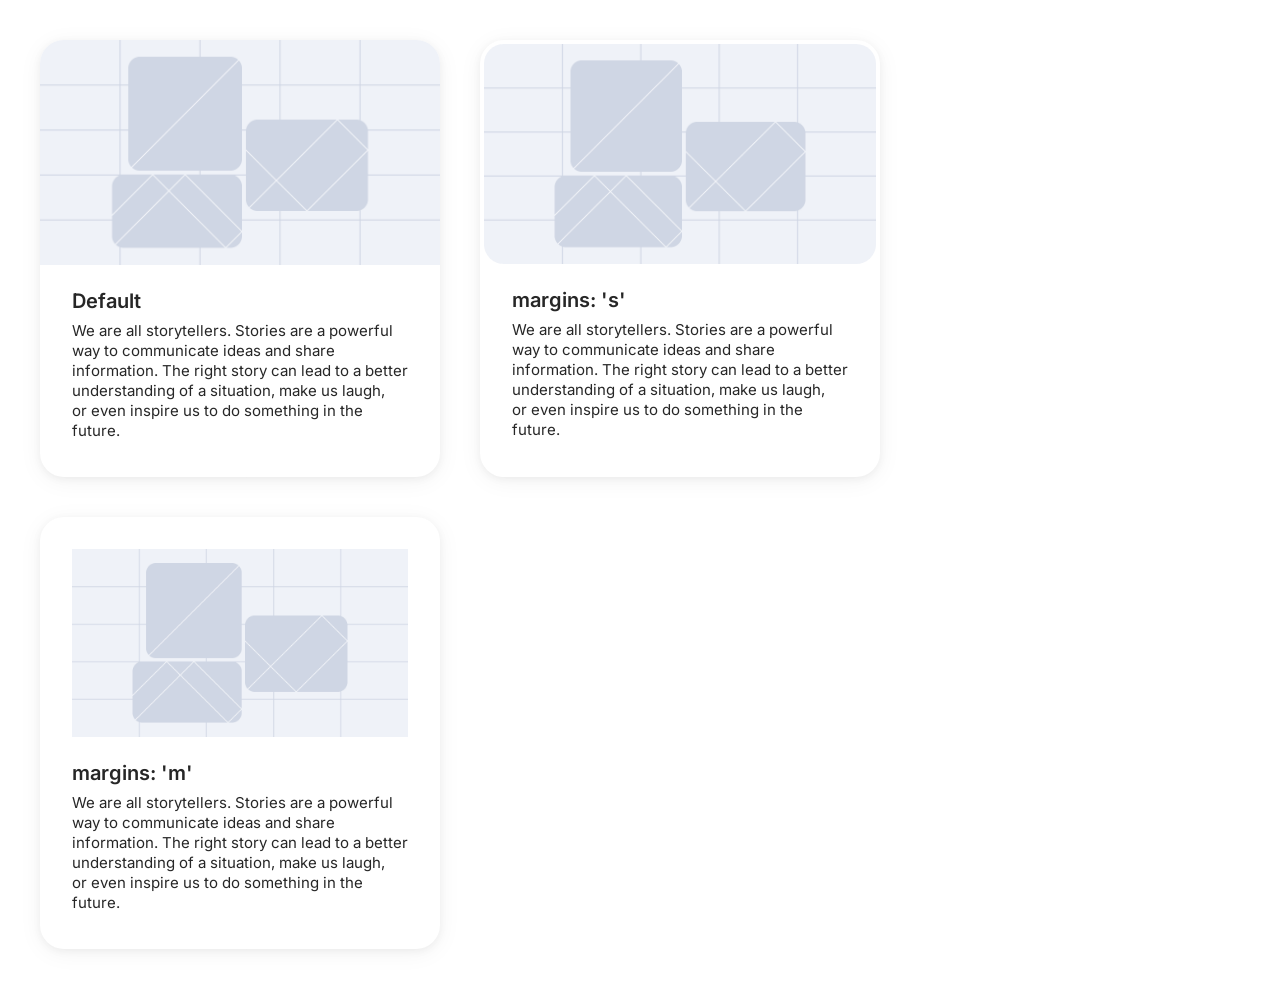 Default
We are all storytellers. Stories are a powerful
way to communicate ideas and share
information. The right story can lead to a better
understanding of a situation, make us laugh,
or even inspire us to do something in the
future.
margins: 's'
We are all storytellers. Stories are a powerful
way to communicate ideas and share
information. The right story can lead to a better
understanding of a situation, make us laugh,
or even inspire us to do something in the
future.
margins: 'm'
We are all storytellers. Stories are a powerful
way to communicate ideas and share
information. The right story can lead to a better
understanding of a situation, make us laugh,
or even inspire us to do something in the
future.